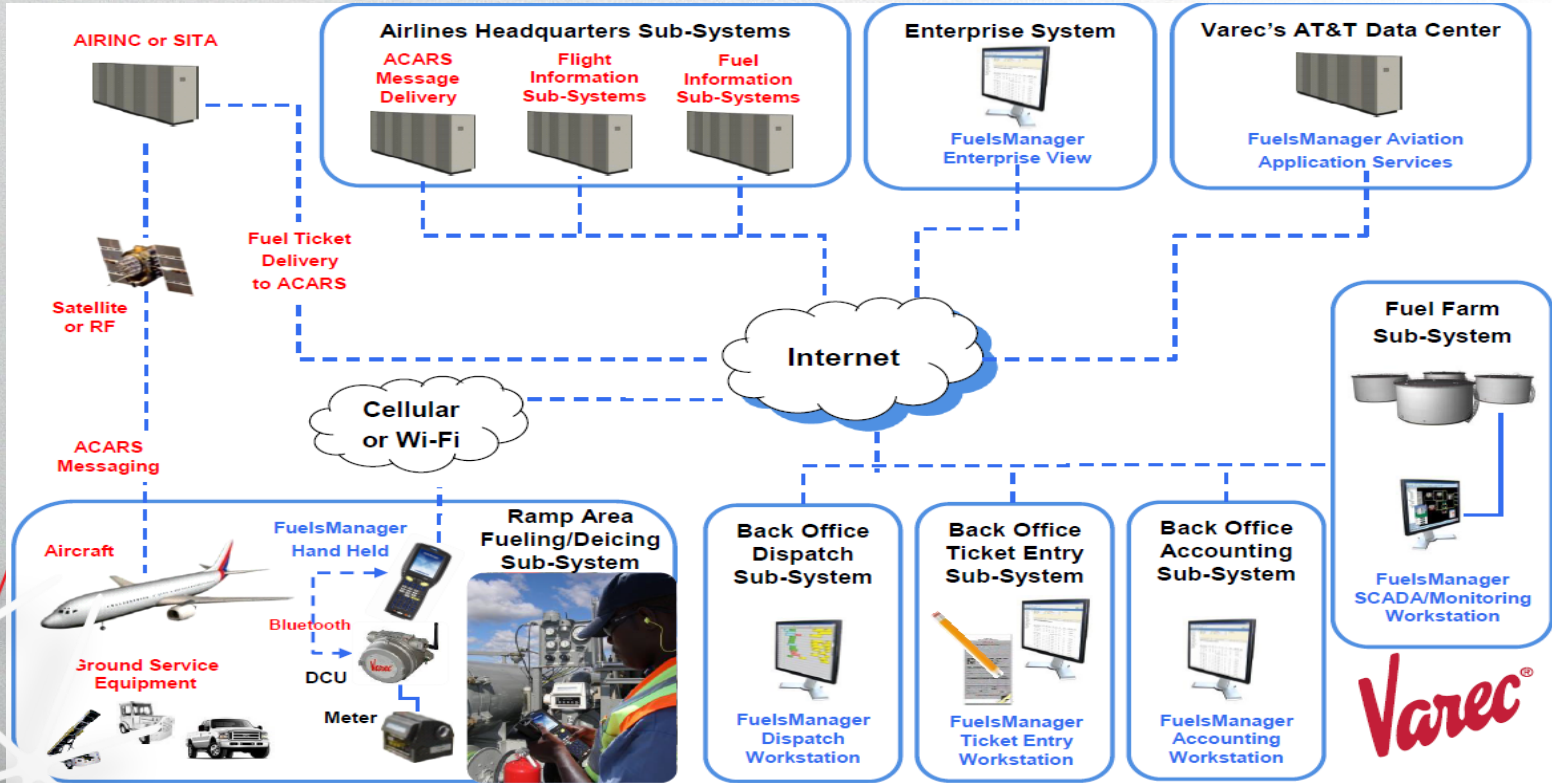 AIRINC or SITA
Airlines Headquarters Sub-Systems
ACARS
Message
Delivery
Flight
Information
Sub-Systems
Fuel
Information
Sub-Systems
Enterprise System
FuelsManager
Enterprise View
Varec's AT&T Data Center
FuelsManager Aviation
Application Services
Fuel Ticket
Delivery
to ACARS
Satellite
or RF
Internet
Cellular
or Wi-Fi
Fuel Farm
Sub-System
FuelsManager
SCADA/Monitoring
Workstation
ACARS
Messaging
Aircraft
FuelsManager
Hand Held
Ramp Area
Fueling/Deicing
Sub-System
Bluetooth
Varec
DCU
Meter
Ground Service
Equipment
Back Office
Dispatch
Sub-System
FuelsManager
Dispatch
Workstation
Back Office
Ticket Entry
Sub-System
FuelsManager
Ticket Entry
Workstation
Back Office
Accounting
Sub-System
FuelsManager
Accounting
Workstation
Varec®